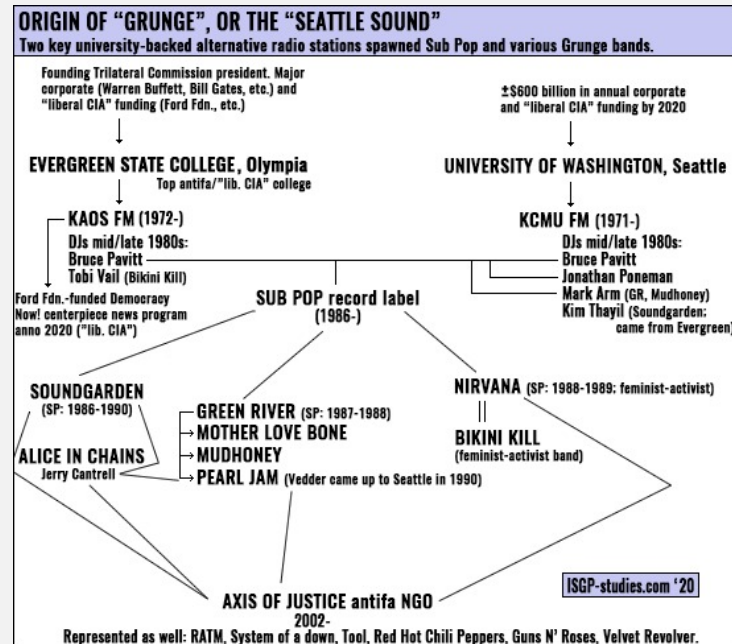 ORIGIN OF “GRUNGE”, OR THE “SEATTLE SOUND”
Two key university-backed alternative radio stations spawned Sub Pop and various Grunge bands.
Founding Trilateral Commission president. Major
corporate (Warren Buffett, Bill Gates, etc.) and
“liberal CIA” funding (Ford Fdn., etc.)
EVERGREEN STATE COLLEGE, Olympia
Top antifa/"lib. CIA" college
KAOS FM (1972-)
DJs mid/late 1980s:
Bruce Pavitt
Tobi Vail (Bikini Kill)
Ford Fdn.-funded Democracy
Now! centerpiece news program
anno 2020 ("lib. CIA")
±$600 billion in annual corporate
and “liberal CIA” funding by 2020
UNIVERSITY OF WASHINGTON, Seattle
KCMU FM (1971-)
DJs mid/late 1980s:
Bruce Pavitt
Jonathan Poneman
Mark Arm (GR, Mudhoney)
Kim Thayil (Soundgarden;
came from Evergreen)
SUB POP record label
(1986-)
SOUNDGARDEN
(SP: 1986-1990)
ALICE IN CHAINS
Jerry Cantrell
GREEN RIVER (SP: 1987-1988)
MOTHER LOVE BONE
MUDHONEY
PEARL JAM (Vedder came up to Seattle in 1990)
NIRVANA (SP: 1988-1989; feminist-activist)
BIKINI KILL
(feminist-activist band)
ISGP-studies.com ‘20
AXIS OF JUSTICE antifa NGO
2002-
Represented as well: RATM, System of a down, Tool, Red Hot Chili Peppers, Guns N' Roses, Velvet Revolver.